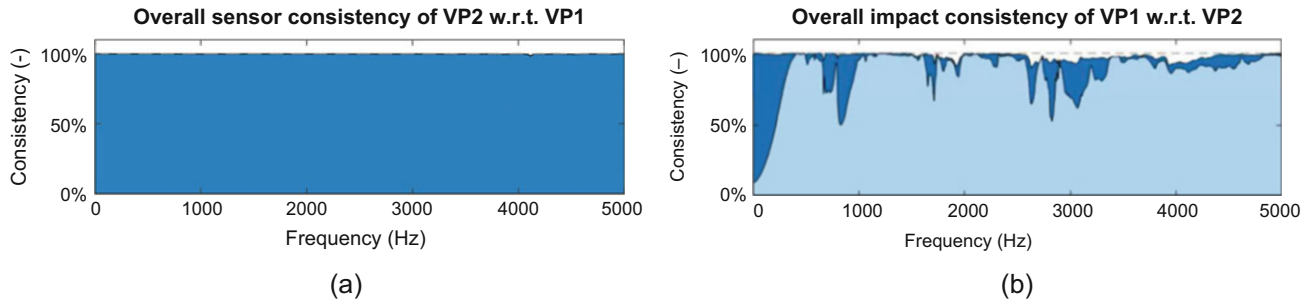 Overall sensor consistency of VP2 w.r.t. VP1
Consistency (-)
100%
50%
0%
0 1000 2000 3000 4000 5000
Frequency (Hz)
(a)
Overall impact consistency of VP1 w.r.t. VP2
Consistency (–)
100%
50%
0%
0 1000 2000 3000 4000 5000
Frequency (Hz)
(b)